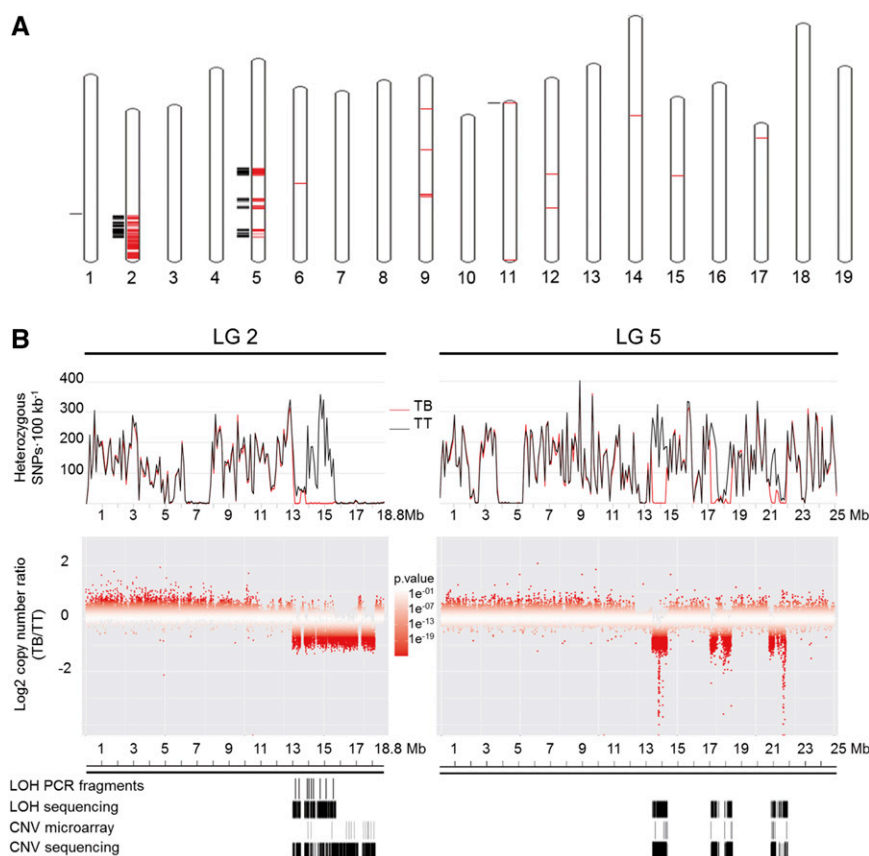 A
1 2 3 4 5 6 7 8 9 10 11 12 13 14 15 16 17 18 19
B
LG 2 LG 5
Heterozygous
SNPs·100 kb-1
400
300
200
100
TB
TT
1 3 5 7 9 11 13 15 17 18.8 Mb
1 3 5 7 9 11 13 15 17 19 21 23 25 Mb
Log2 copy number ratio
(TB/TT)
2
0
-2
p.value
1e-01
1e-07
1e-13
1e-19
1 3 5 7 9 11 13 15 17 18.8 Mb
1 3 5 7 9 11 13 15 17 19 21 23 25 Mb
LOH PCR fragments
LOH sequencing
CNV microarray
CNV sequencing